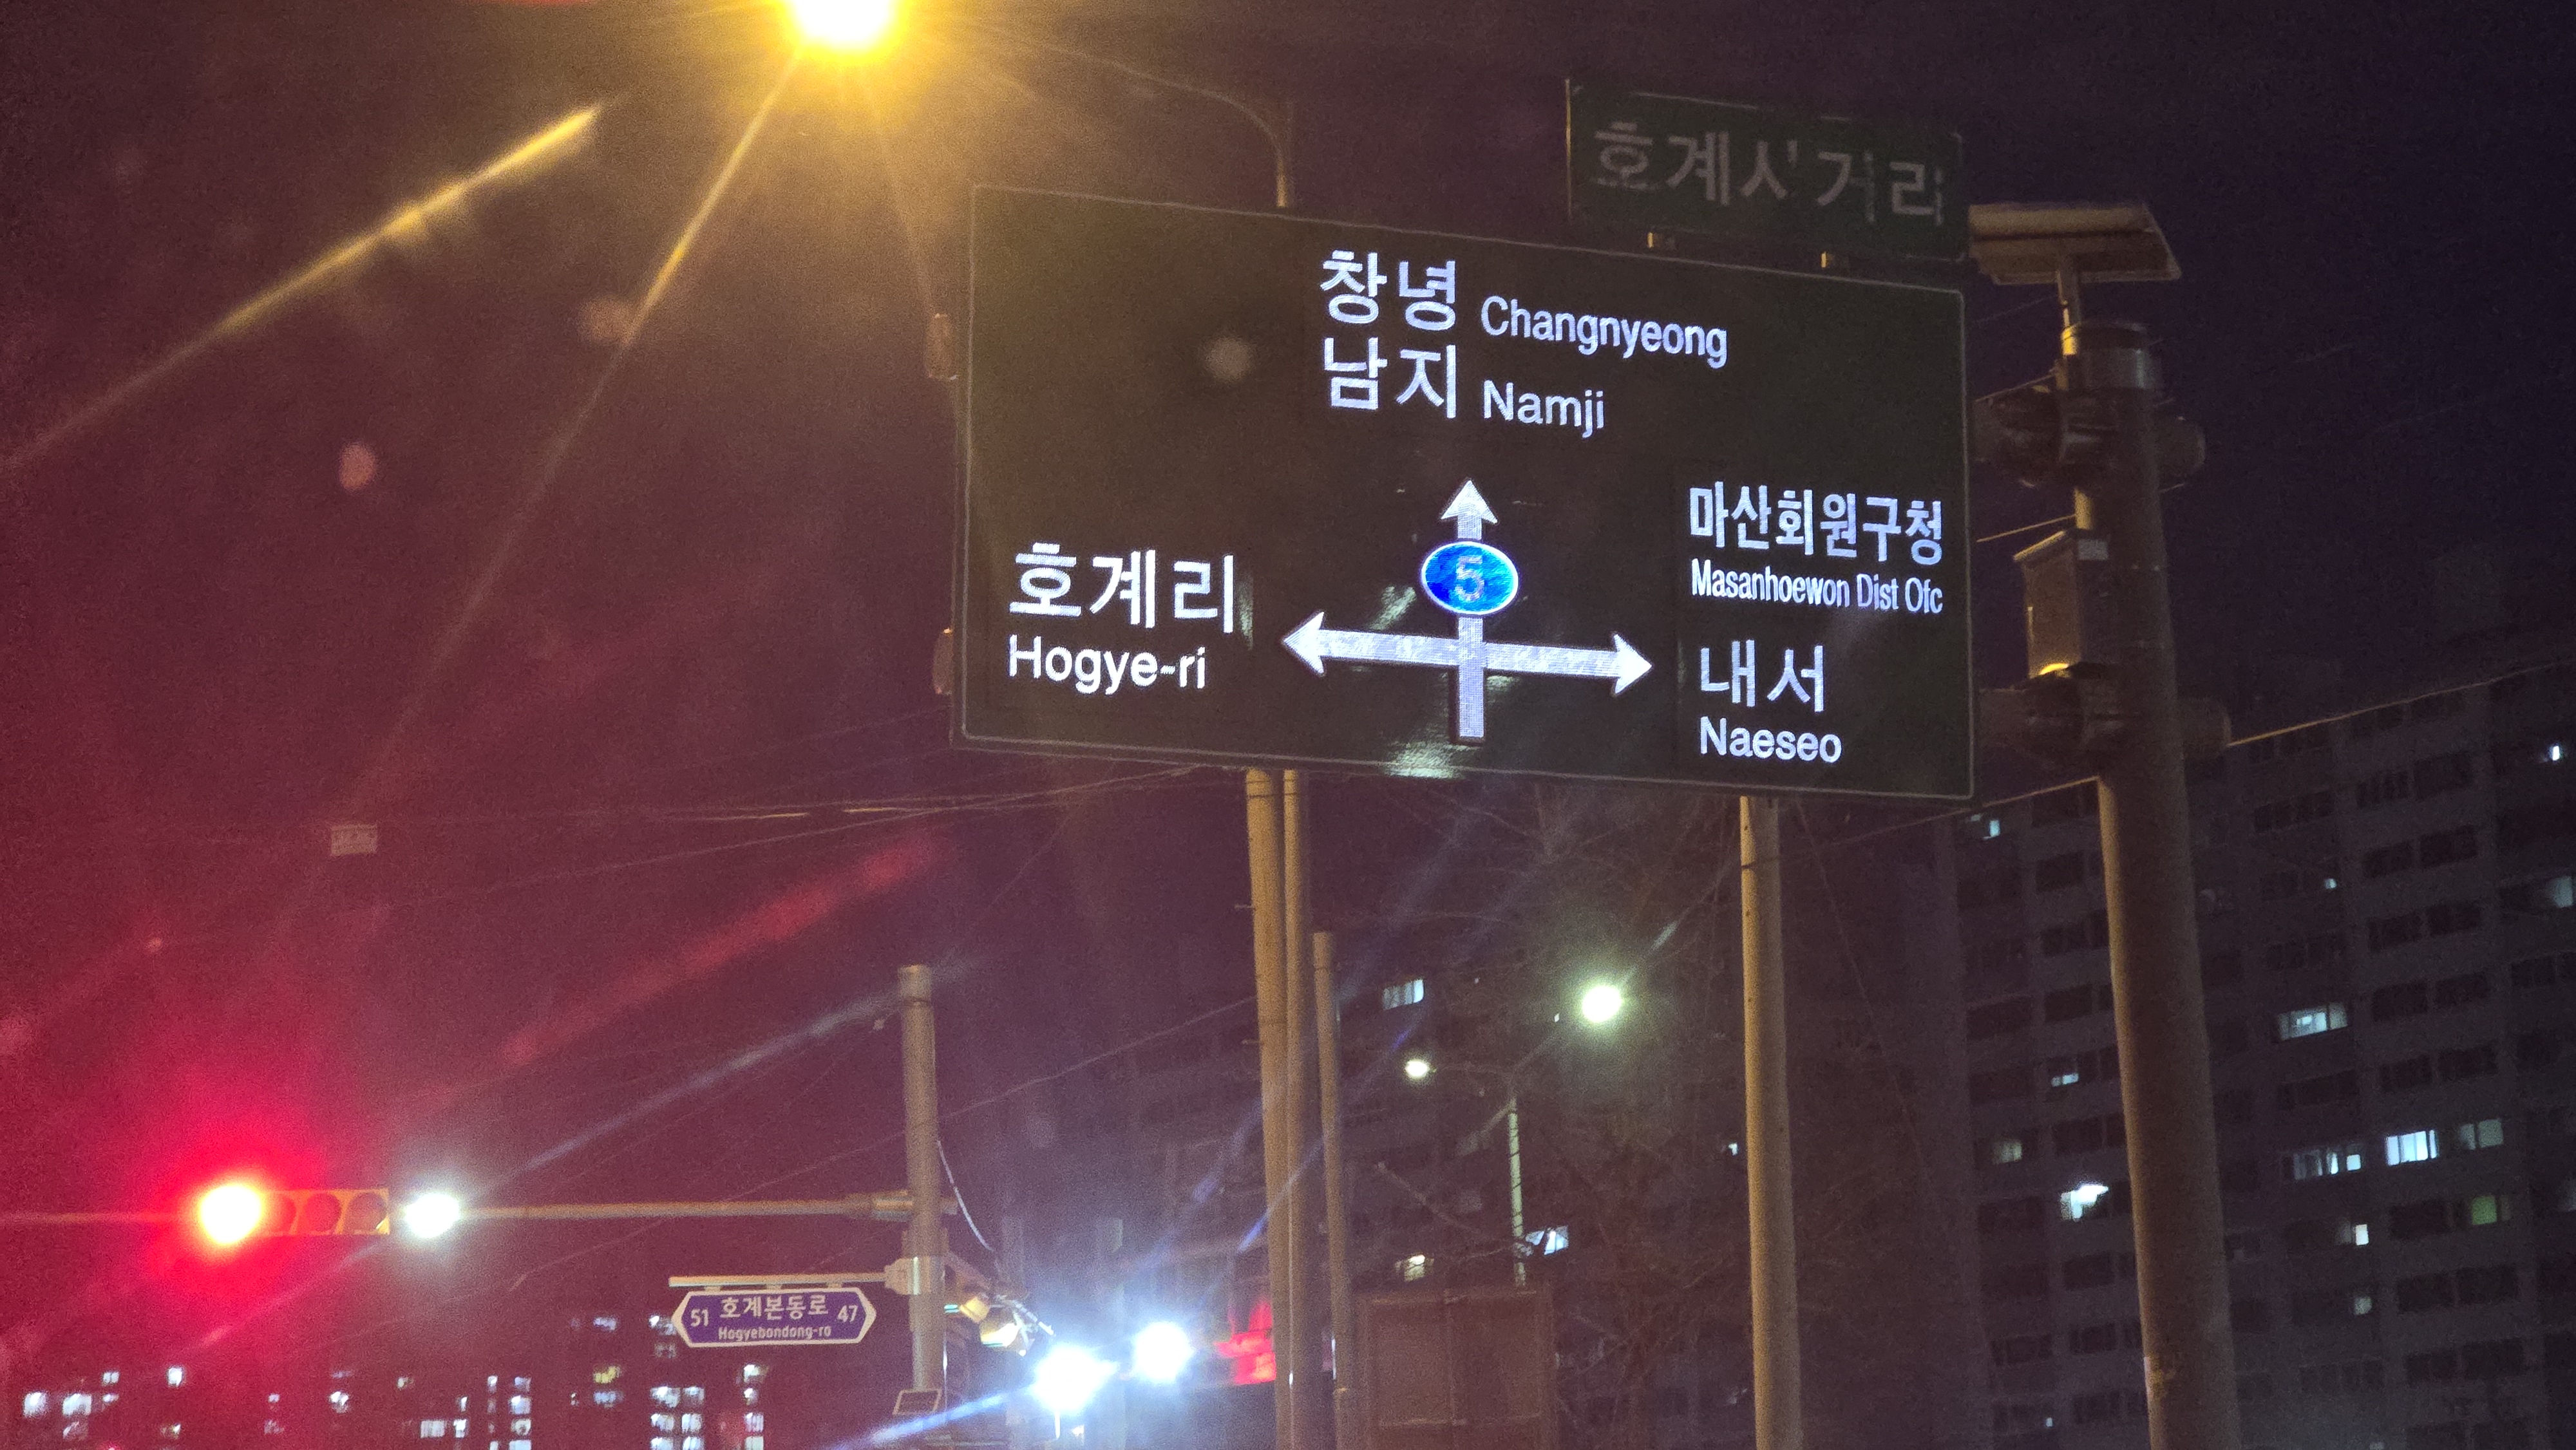 호계사거리
창녕 Changnyeong
남지 Namji
5
마산회원구청
Masanhoewon Dist Ofc
호계리
Hogye-ri
내서
Naeseo
51 호계본동로 47
Hogyebondong-ro